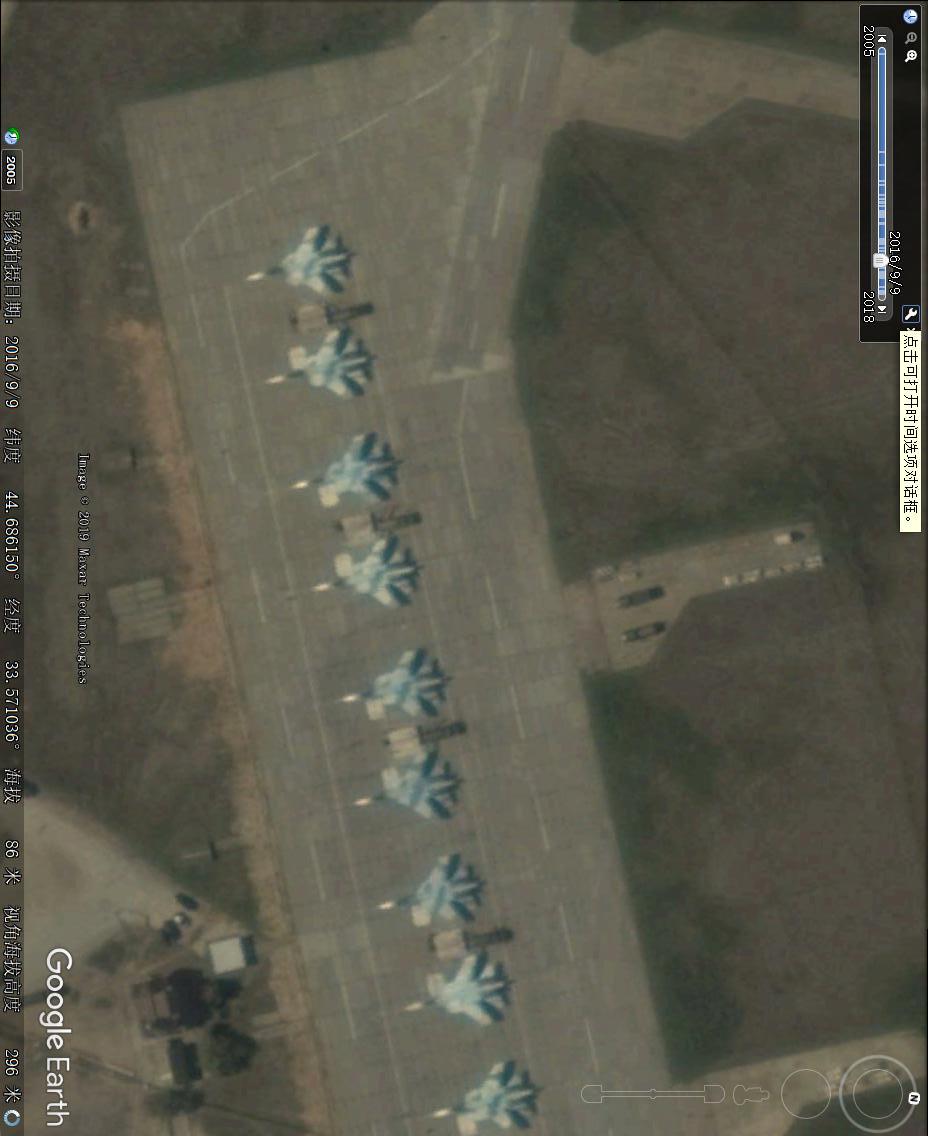 2005
2016/9/9
2018
点击可打开时间选项对话框。
N
Image © 2019 Maxar Technologies
Google Earth
2005
影像拍摄日期: 2016/9/9 纬度 44.686150° 经度 33.571036° 海拔 86 米 视角海拔高度 296 米